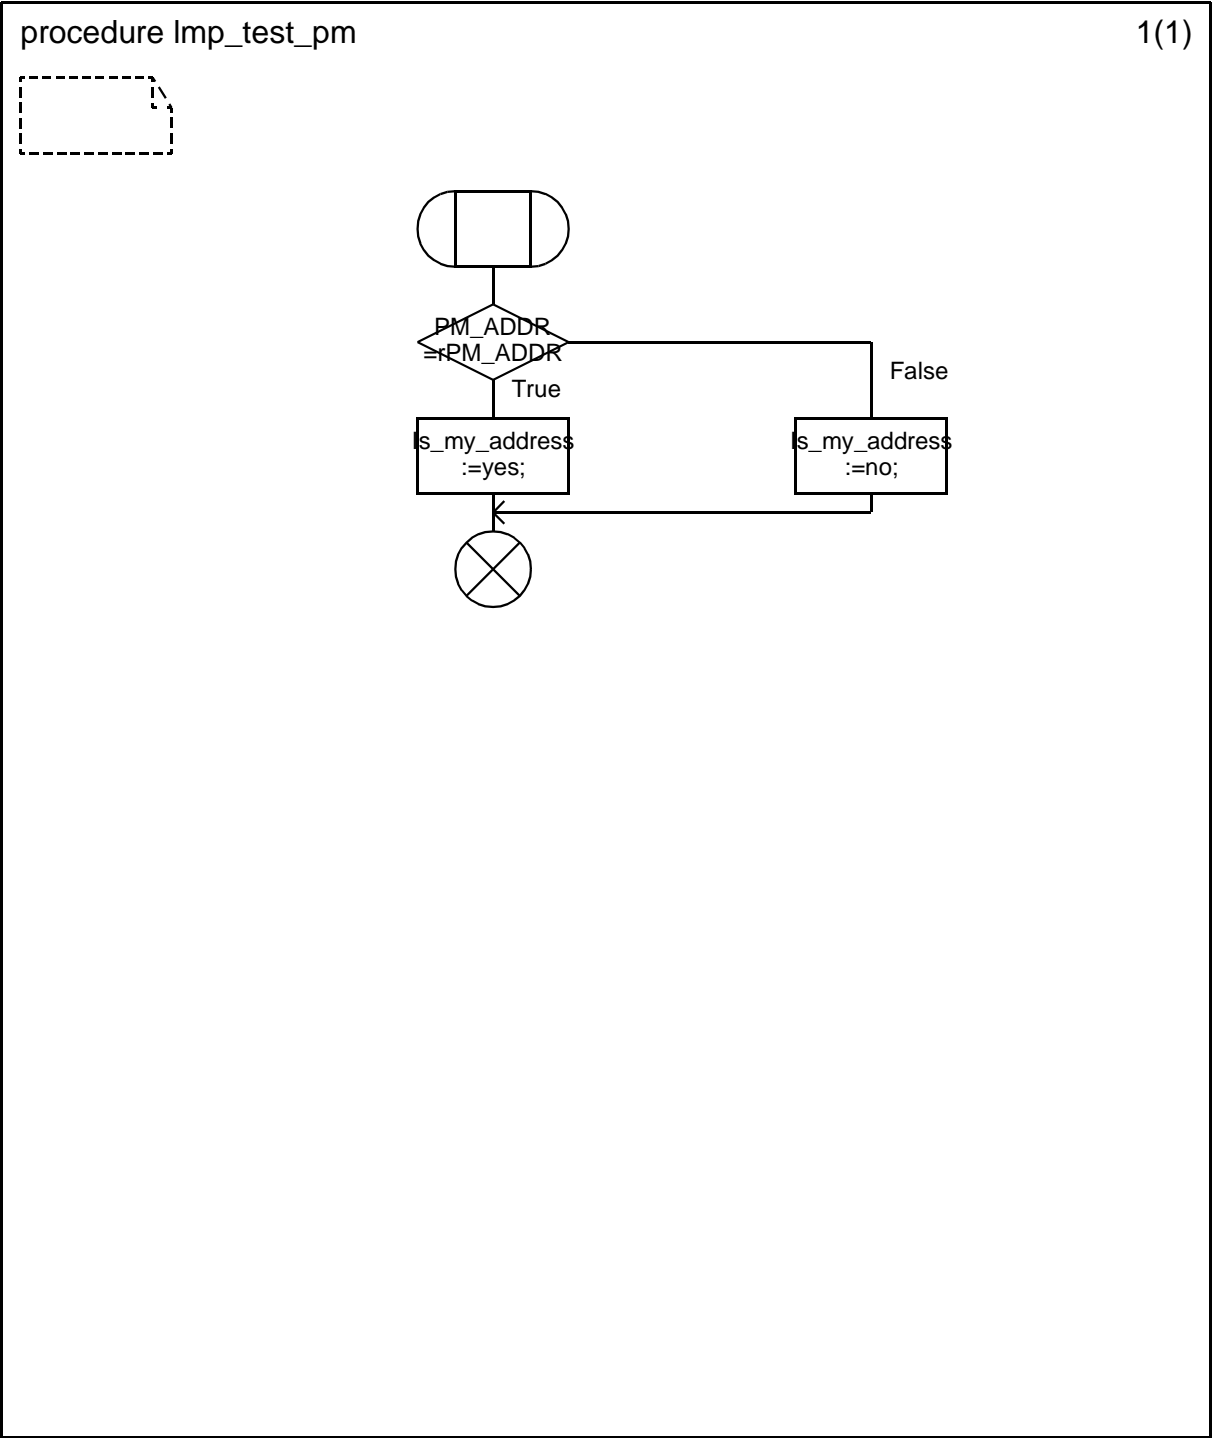 procedure lmp_test_pm 1(1)
PM_ADDR
=rPM_ADDR
True
False
Is_my_address
:=yes;
Is_my_address
:=no;